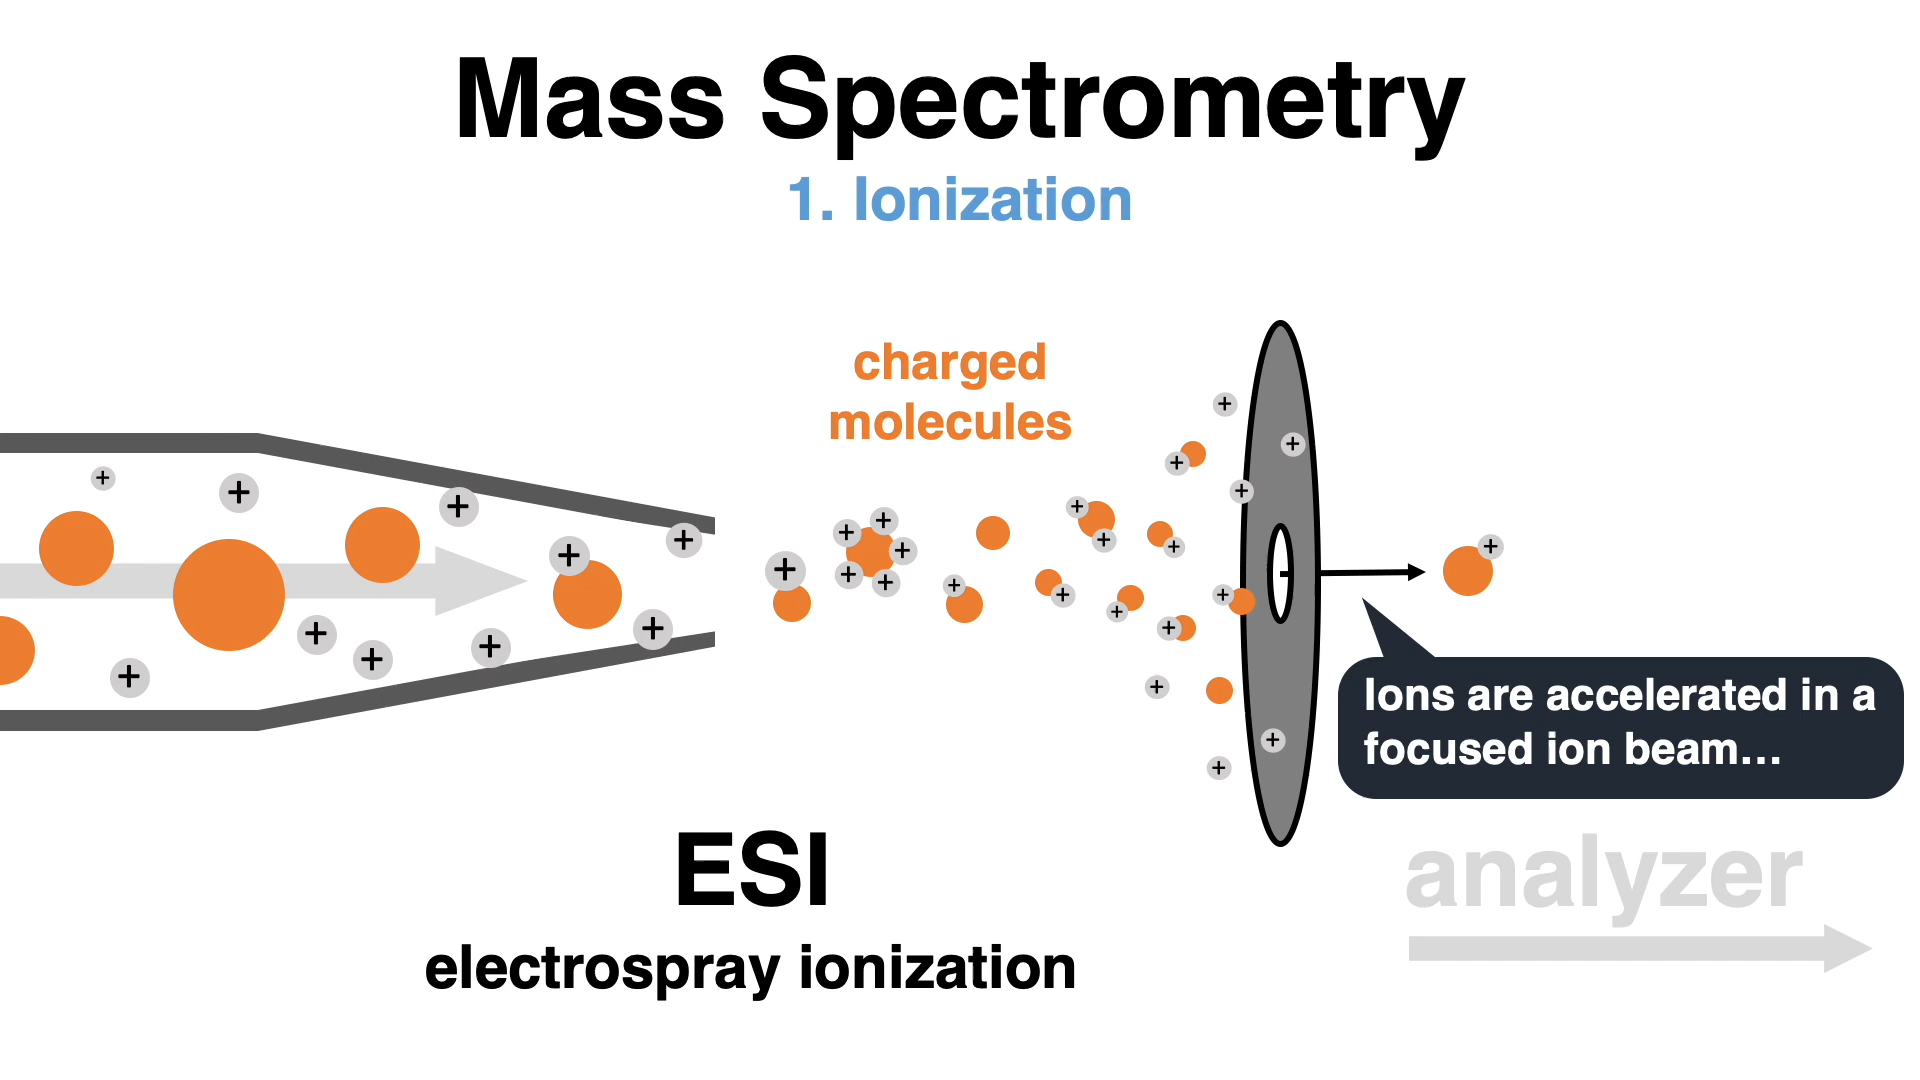 Mass Spectrometry
1. Ionization
charged
molecules
+ + + + + + + + + + + + + + + + + + + + + + + + + + + + + + + + +
Ions are accelerated in a
focused ion beam…
ESI
electrospray ionization
analyzer